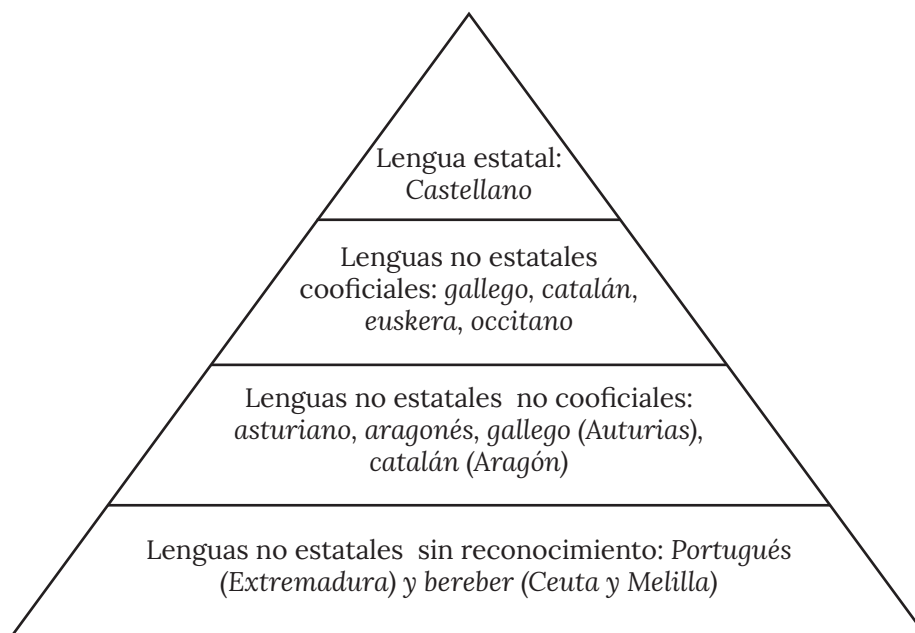 Lengua estatal:
Castellano
Lenguas no estatales
cooficiales: gallego, catalán,
euskera, occitano
Lenguas no estatales no cooficiales:
asturiano, aragonés, gallego (Auturias),
catalán (Aragón)
Lenguas no estatales sin reconocimiento: Portugués
(Extremadura) y bereber (Ceuta y Melilla)